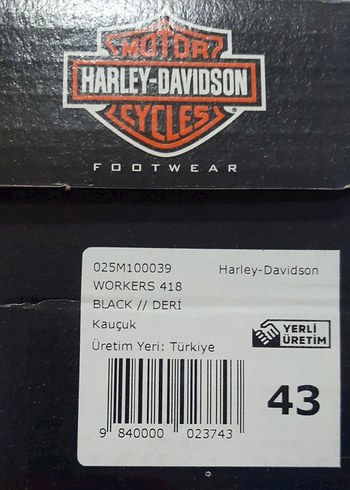 MOTOR
HARLEY-DAVIDSON
CYCLES
FOOTWEAR
025M100039 Harley-Davidson
WORKERS 418
BLACK // DERİ
Kauçuk
YERLİ
ÜRETİM
Üretim Yeri: Türkiye
43
9 840000 023743